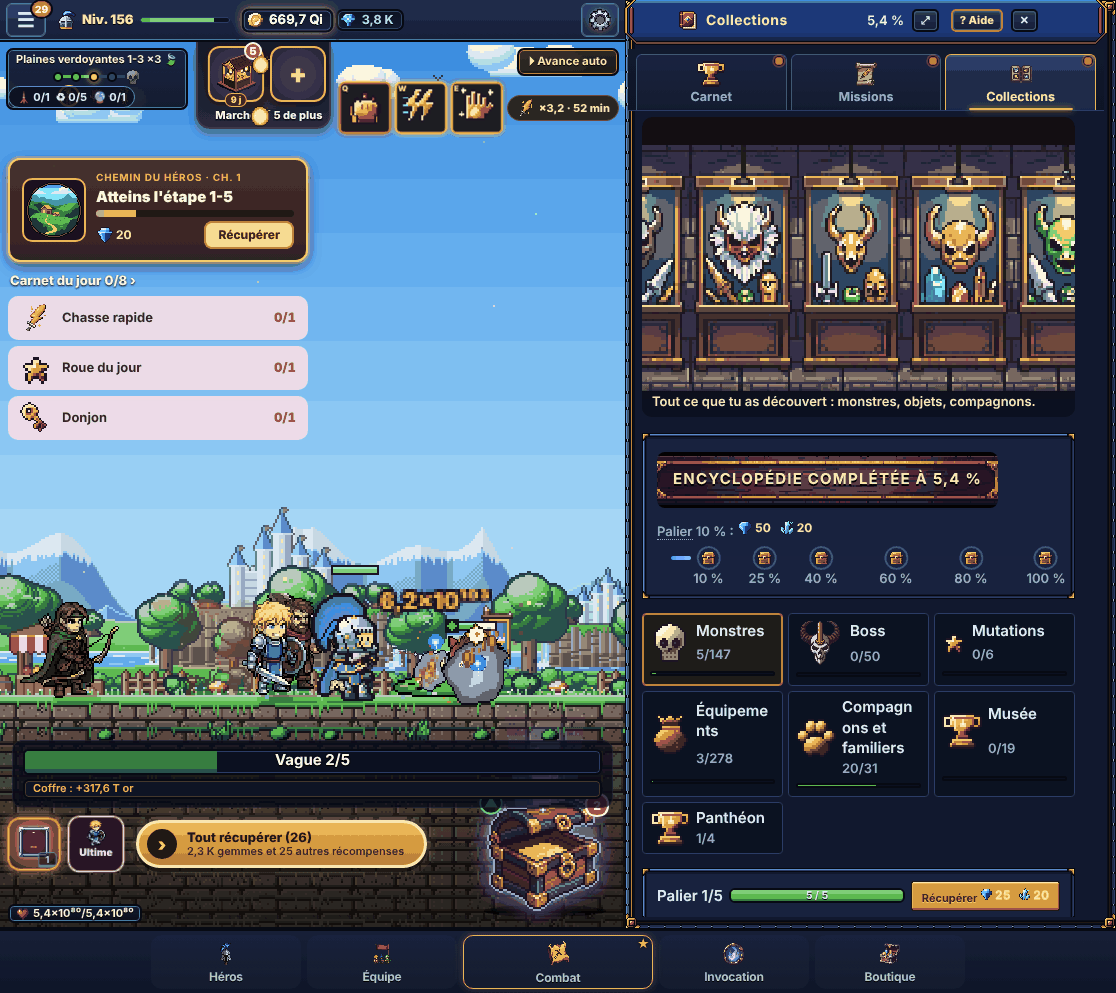 29
Niv. 156
669,7 Qi
3,8 K
Plaines verdoyantes 1-3 ×3
0/1
0/5
0/1
5
9 j
March
5 de plus
Q
W
E
Avance auto
×3,2 · 52 min
CHEMIN DU HÉROS · CH. 1
Atteins l'étape 1-5
20
Récupérer
Carnet du jour 0/8 ›
Chasse rapide
0/1
Roue du jour
0/1
Donjon
0/1
Vague 2/5
Coffre : +317,6 T or
1
Ultime
Tout récupérer (26)
2,3 K gemmes et 25 autres récompenses
2
5,4×10⁸⁰/5,4×10⁸⁰
Héros
Équipe
Combat
Invocation
Boutique
Collections
5,4 %
? Aide
Carnet
Missions
Collections
Tout ce que tu as découvert : monstres, objets, compagnons.
ENCYCLOPÉDIE COMPLÉTÉE À 5,4 %
Palier 10 % :
50
20
10 %
25 %
40 %
60 %
80 %
100 %
Monstres
5/147
Boss
0/50
Mutations
0/6
Équipeme
nts
3/278
Compagn
ons et
familiers
20/31
Musée
0/19
Panthéon
1/4
Palier 1/5
5 / 5
Récupérer
25
20